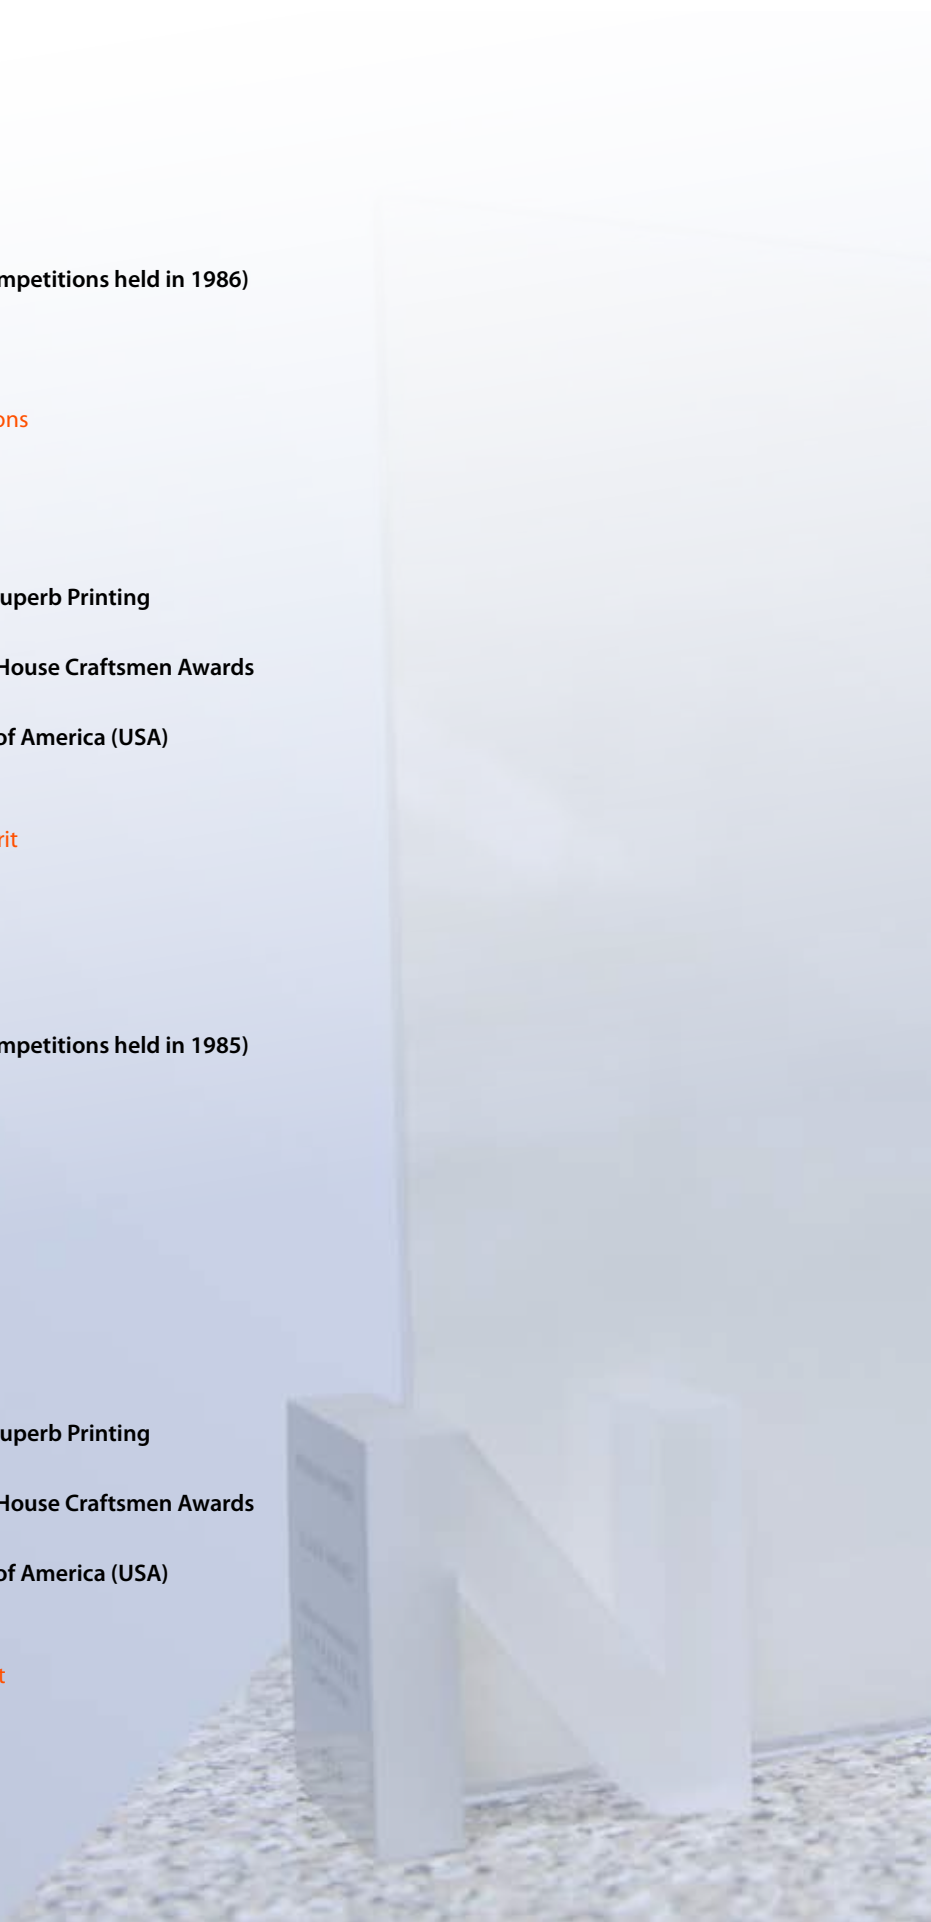 mpetitions held in 1986)
ons
uperb Printing
House Craftsmen Awards
of America (USA)
rit
mpetitions held in 1985)
uperb Printing
House Craftsmen Awards
of America (USA)
t